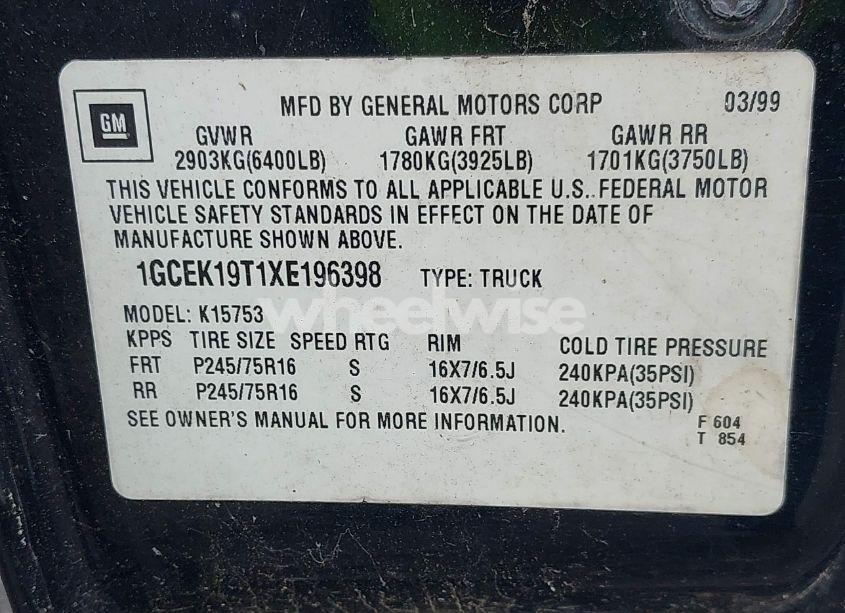 GM
MFD BY GENERAL MOTORS CORP 03/99
GVWR GAWR FRT GAWR RR
2903KG(6400LB) 1780KG(3925LB) 1701KG(3750LB)
THIS VEHICLE CONFORMS TO ALL APPLICABLE U.S. FEDERAL MOTOR
VEHICLE SAFETY STANDARDS IN EFFECT ON THE DATE OF
MANUFACTURE SHOWN ABOVE.
1GCEK19T1XE196398 TYPE: TRUCK
wheelwise
MODEL: K15753
KPPS TIRE SIZE SPEED RTG RIM COLD TIRE PRESSURE
FRT P245/75R16 S 16X7/6.5J 240KPA(35PSI)
RR P245/75R16 S 16X7/6.5J 240KPA(35PSI)
SEE OWNER'S MANUAL FOR MORE INFORMATION.
F 604
T 854